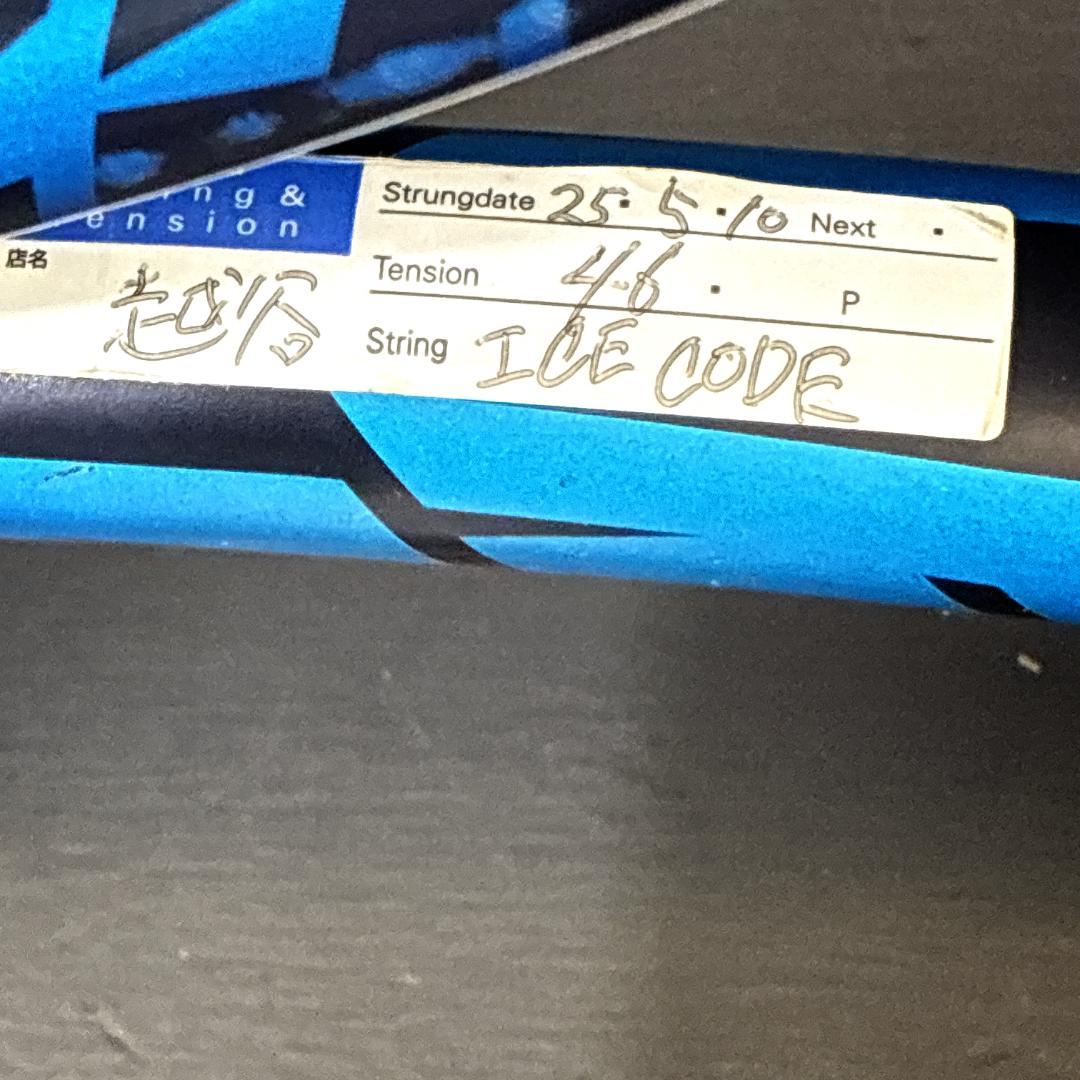 ng &
ension
店名
越谷
Strungdate 25・5・10 Next ・
Tension 46 ・ P
String ICE CODE